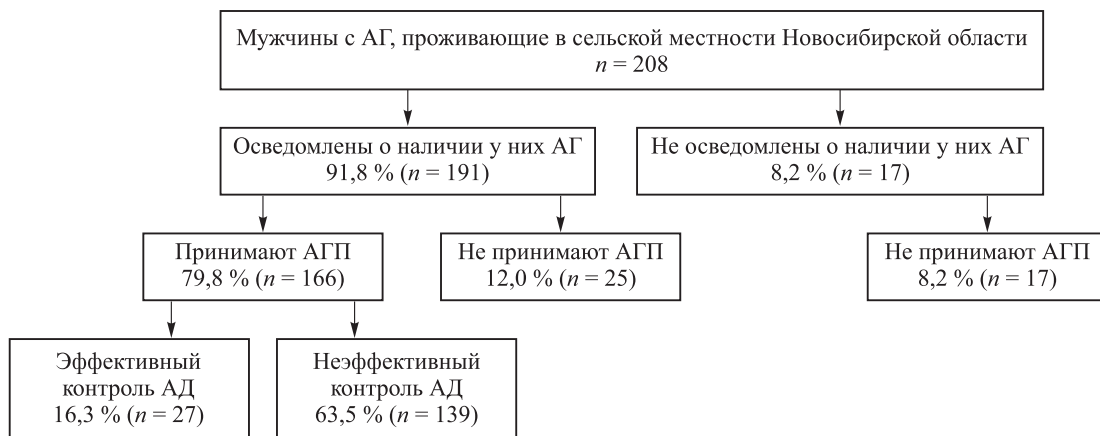 Мужчины с АГ, проживающие в сельской местности Новосибирской области
n = 208
Осведомлены о наличии у них АГ
91,8 % (n = 191)
Не осведомлены о наличии у них АГ
8,2 % (n = 17)
Принимают АГП
79,8 % (n = 166)
Не принимают АГП
12,0 % (n = 25)
Не принимают АГП
8,2 % (n = 17)
Эффективный
контроль АД
16,3 % (n = 27)
Неэффективный
контроль АД
63,5 % (n = 139)